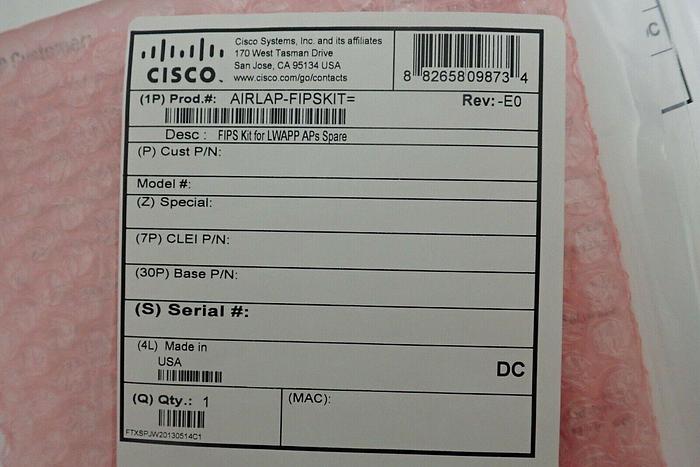 Cisco Systems, Inc. and its affiliates
170 West Tasman Drive
San Jose, CA 95134 USA
www.cisco.com/go/contacts
CISCO
8 82658 09873 4
(1P) Prod.#: AIRLAP-FIPSKIT=
Rev: -E0
Desc : FIPS Kit for LWAPP APs Spare
(P) Cust P/N:
Model #:
(Z) Special:
(7P) CLEI P/N:
(30P) Base P/N:
(S) Serial #:
(4L) Made in
USA
DC
(Q) Qty.: 1
(MAC):
FTXSPJW20130514C1